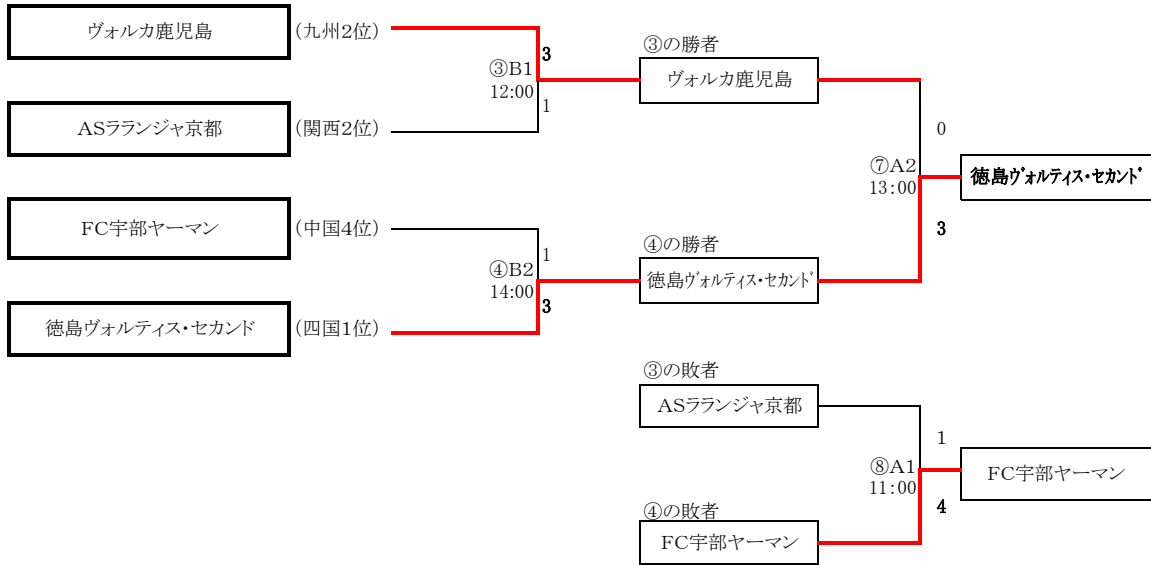 ヴォルカ鹿児島 (九州2位)
3
③B1
12:00
1
ASラランジャ京都 (関西2位)
③の勝者
ヴォルカ鹿児島
0
⑦A2
13:00
徳島ヴォルティス・セカンド
3
FC宇部ヤーマン (中国4位)
1
④B2
14:00
3
徳島ヴォルティス・セカンド (四国1位)
④の勝者
徳島ヴォルティス・セカンド
③の敗者
ASラランジャ京都
1
⑧A1
11:00
FC宇部ヤーマン
4
④の敗者
FC宇部ヤーマン